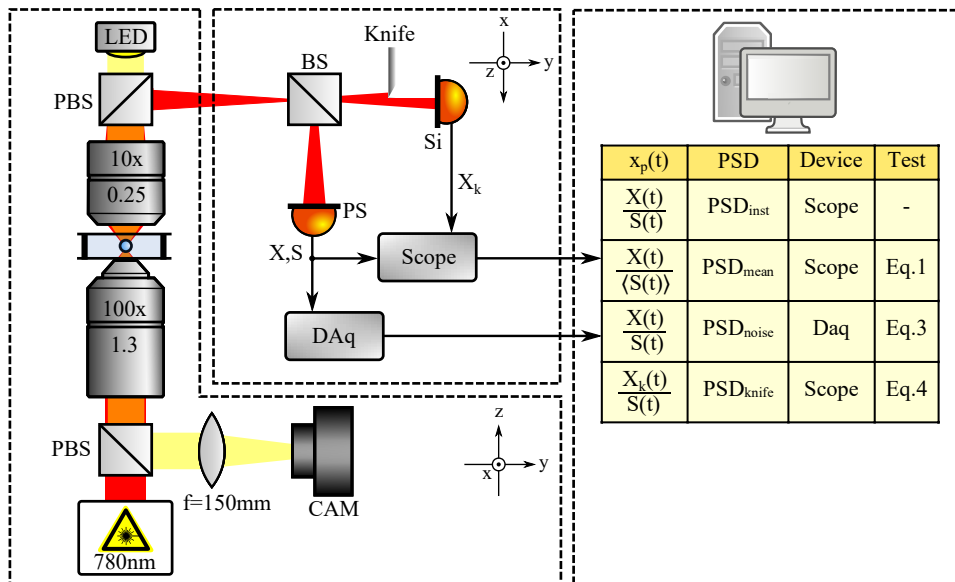 LED
PBS
10x
0.25
100x
1.3
PBS
780nm
f=150mm
CAM
z
y
x
BS
Knife
Si
PS
X,S
X_k
Scope
DAq
x
y
z
x_p(t) PSD Device Test
X(t)/S(t) PSD_inst Scope -
X(t)/⟨S(t)⟩ PSD_mean Scope Eq.1
X(t)/S(t) PSD_noise Daq Eq.3
X_k(t)/S(t) PSD_knife Scope Eq.4